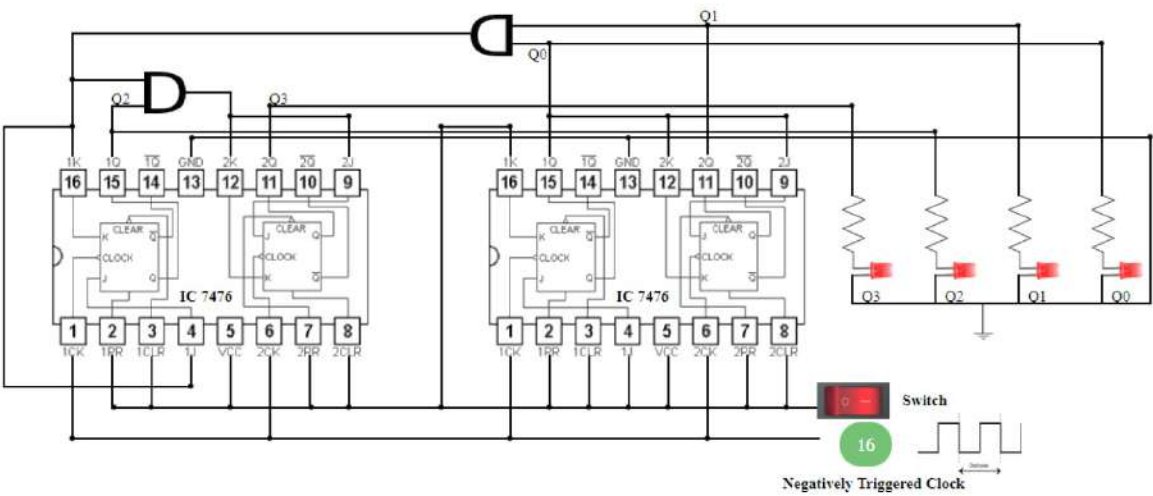 Q1
Q0
Q2
Q3
1K 1Q 1Q̅ GND 2K 2Q 2Q̅ 2J
16 15 14 13 12 11 10 9
CLEAR
K Q̅
CLOCK
J Q
CLEAR
J Q
CLOCK
K Q̅
IC 7476
1 2 3 4 5 6 7 8
1CK 1PR 1CLR 1J VCC 2CK 2PR 2CLR
1K 1Q 1Q̅ GND 2K 2Q 2Q̅ 2J
16 15 14 13 12 11 10 9
CLEAR
K Q̅
CLOCK
J Q
CLEAR
J Q
CLOCK
K Q̅
IC 7476
1 2 3 4 5 6 7 8
1CK 1PR 1CLR 1J VCC 2CK 2PR 2CLR
Q3 Q2 Q1 Q0
Switch
16
Negatively Triggered Clock